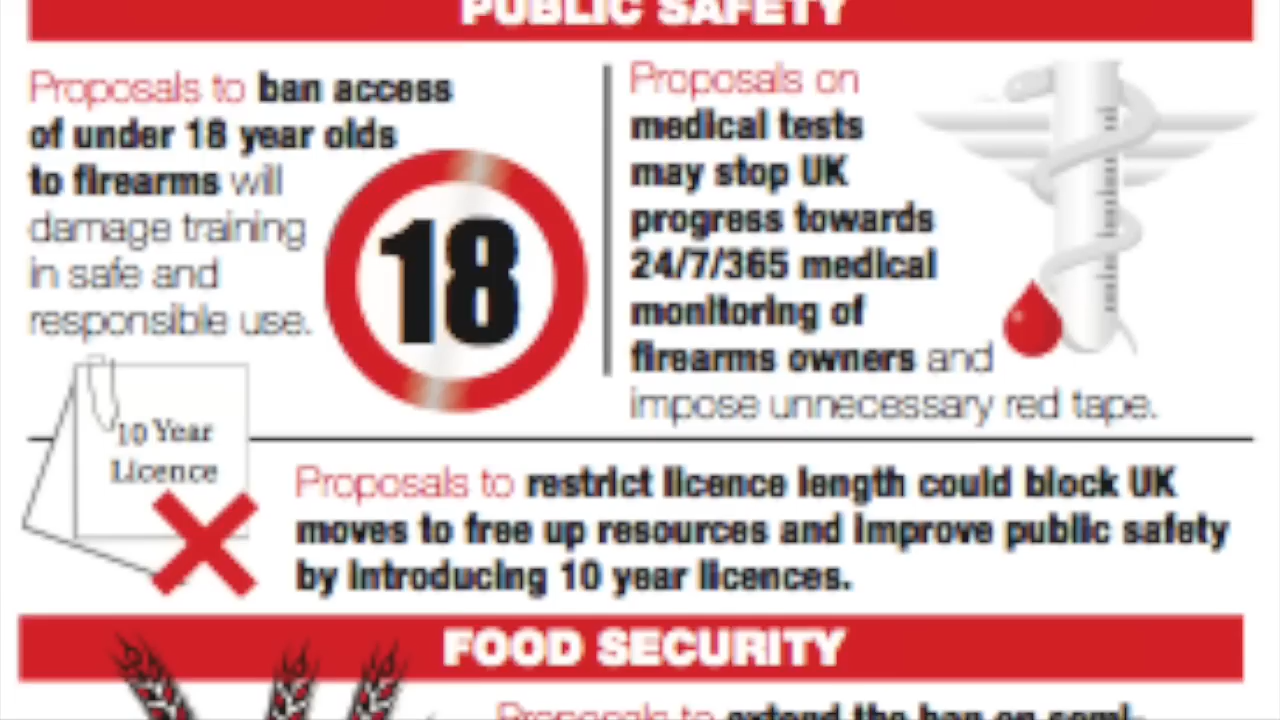 PUBLIC SAFETY
Proposals to ban access
of under 18 year olds
to firearms will
damage training
in safe and
responsible use.
18
Proposals on
medical tests
may stop UK
progress towards
24/7/365 medical
monitoring of
firearms owners and
impose unnecessary red tape.
10 Year
Licence
Proposals to restrict licence length could block UK
moves to free up resources and improve public safety
by introducing 10 year licences.
FOOD SECURITY
Proposals to extend the ban on semi-